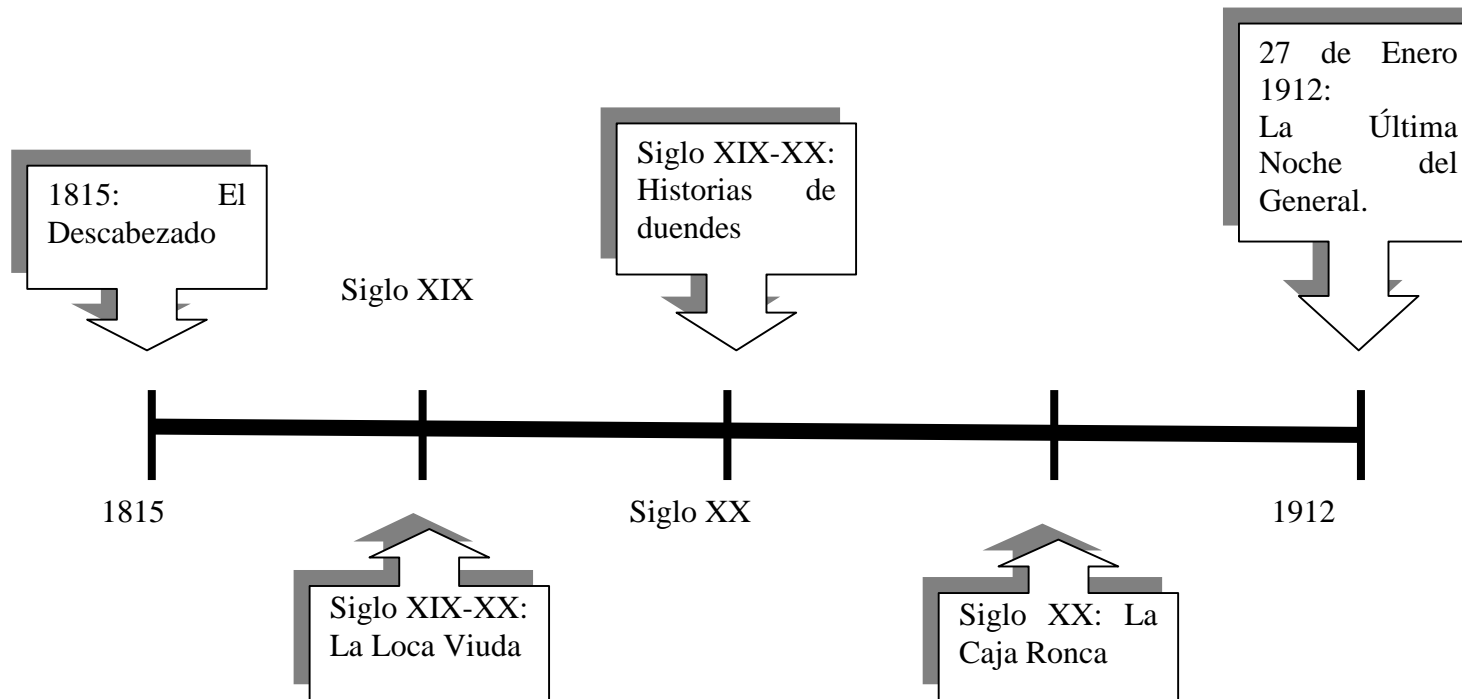 27 de Enero
1912:
La Última
Noche del
General.
Siglo XIX-XX:
Historias de
duendes
1815: El
Descabezado
Siglo XIX
1815
Siglo XX
1912
Siglo XIX-XX:
La Loca Viuda
Siglo XX: La
Caja Ronca